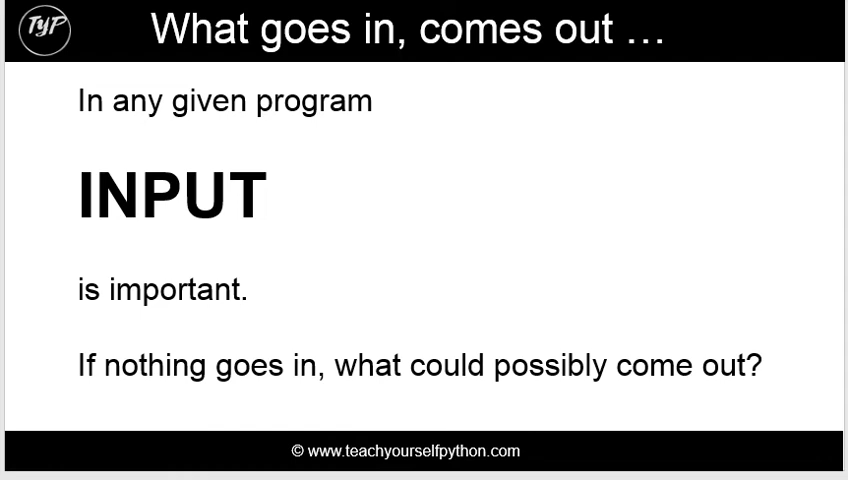 TYP
What goes in, comes out …
In any given program
INPUT
is important.
If nothing goes in, what could possibly come out?
© www.teachyourselfpython.com